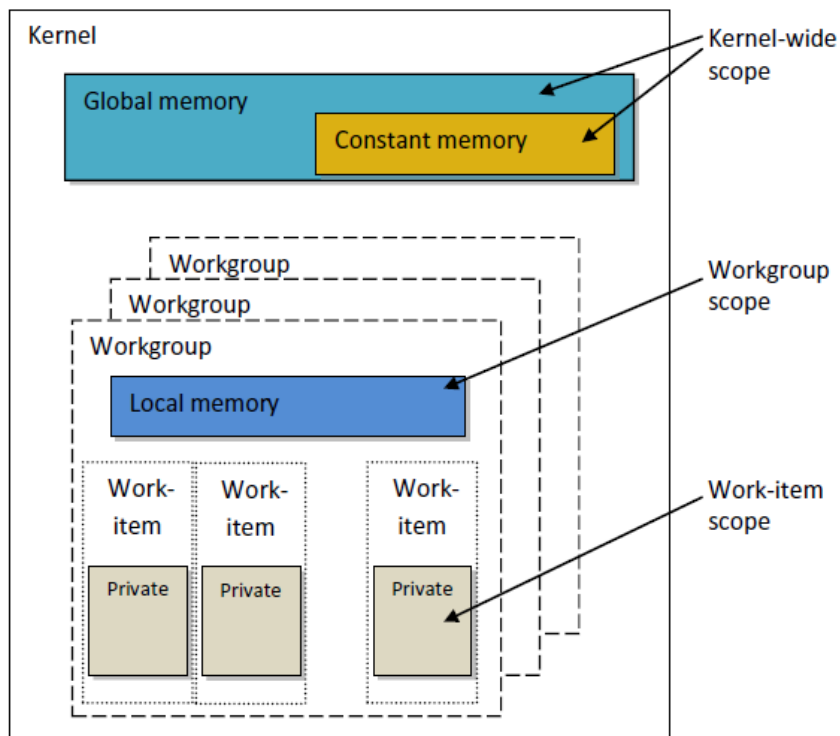 Kernel
Kernel-wide
scope
Global memory
Constant memory
Workgroup
Workgroup
Workgroup
Workgroup
scope
Local memory
Work-
item
Work-
item
Work-
item
Work-item
scope
Private
Private
Private